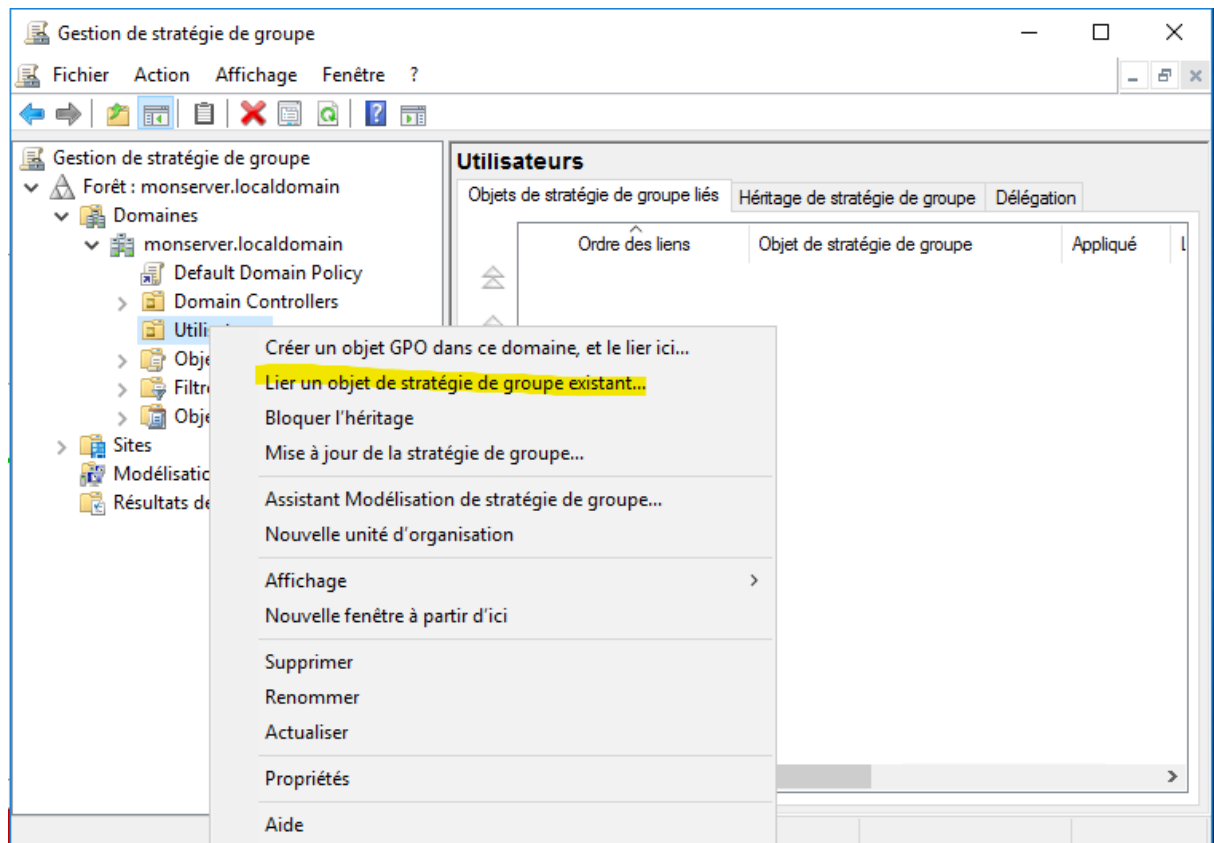 Gestion de stratégie de groupe
Fichier Action Affichage Fenêtre ?
Gestion de stratégie de groupe
Forêt : monserver.localdomain
Domaines
monserver.localdomain
Default Domain Policy
Domain Controllers
Sites
Utilisateurs
Objets de stratégie de groupe liés Héritage de stratégie de groupe Délégation
Ordre des liens Objet de stratégie de groupe Appliqué L
Créer un objet GPO dans ce domaine, et le lier ici...
Lier un objet de stratégie de groupe existant...
Bloquer l'héritage
Mise à jour de la stratégie de groupe...
Assistant Modélisation de stratégie de groupe...
Nouvelle unité d'organisation
Affichage
Nouvelle fenêtre à partir d'ici
Supprimer
Renommer
Actualiser
Propriétés
Aide